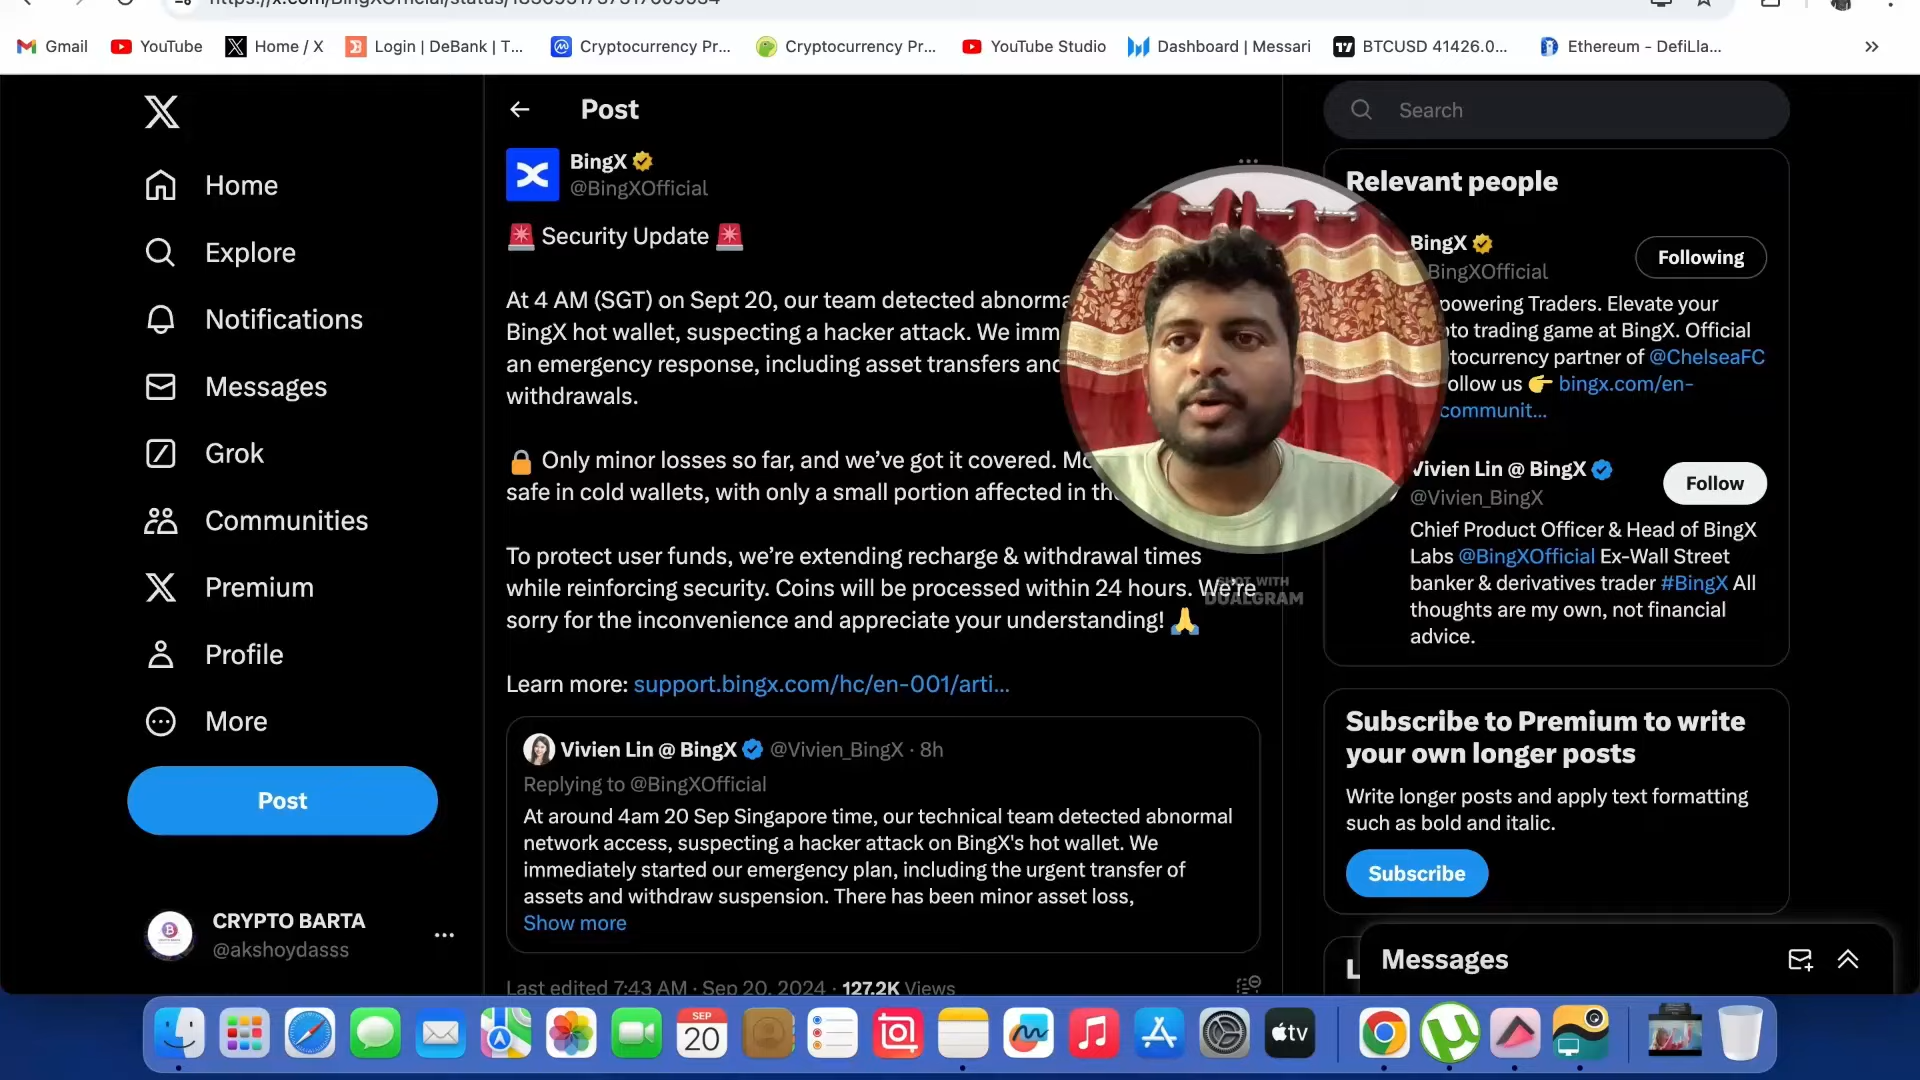 Gmail
YouTube
Home / X
Login | DeBank | T...
Cryptocurrency Pr...
Cryptocurrency Pr...
YouTube Studio
Dashboard | Messari
BTCUSD 41426.0...
Ethereum - DefiLla...
Post
Search
BingX
@BingXOfficial
🚨 Security Update 🚨
At 4 AM (SGT) on Sept 20, our team detected
BingX hot wallet, suspecting a hacker attack. We
an emergency response, including asset transfers
withdrawals.
🔒 Only minor losses so far, and we’ve got it covered.
safe in cold wallets, with only a small portion affected in
To protect user funds, we’re extending recharge & withdrawal times
while reinforcing security. Coins will be processed within 24 hours. We’re
sorry for the inconvenience and appreciate your understanding! 🙏
Learn more: support.bingx.com/hc/en-001/arti...
Vivien Lin @ BingX @Vivien_BingX · 8h
Replying to @BingXOfficial
At around 4am 20 Sep Singapore time, our technical team detected abnormal
network access, suspecting a hacker attack on BingX's hot wallet. We
immediately started our emergency plan, including the urgent transfer of
assets and withdraw suspension. There has been minor asset loss,
Show more
Last edited 7:43 AM · Sep 20, 2024 · 127.2K Views
SHOT WITH
DUALGRAM
Home
Explore
Notifications
Messages
Grok
Communities
Premium
Profile
More
Post
CRYPTO BARTA
@akshoydasss
Relevant people
BingX
Following
BingXOfficial
Traders. Elevate your
trading game at BingX. Official
partner of @ChelseaFC
us 👉 bingx.com/en-
communit...
Vivien Lin @ BingX
Follow
@Vivien_BingX
Chief Product Officer & Head of BingX
Labs @BingXOfficial Ex-Wall Street
banker & derivatives trader #BingX All
thoughts are my own, not financial
advice.
Subscribe to Premium to write
your own longer posts
Write longer posts and apply text formatting
such as bold and italic.
Subscribe
Messages
SEP
20
tv